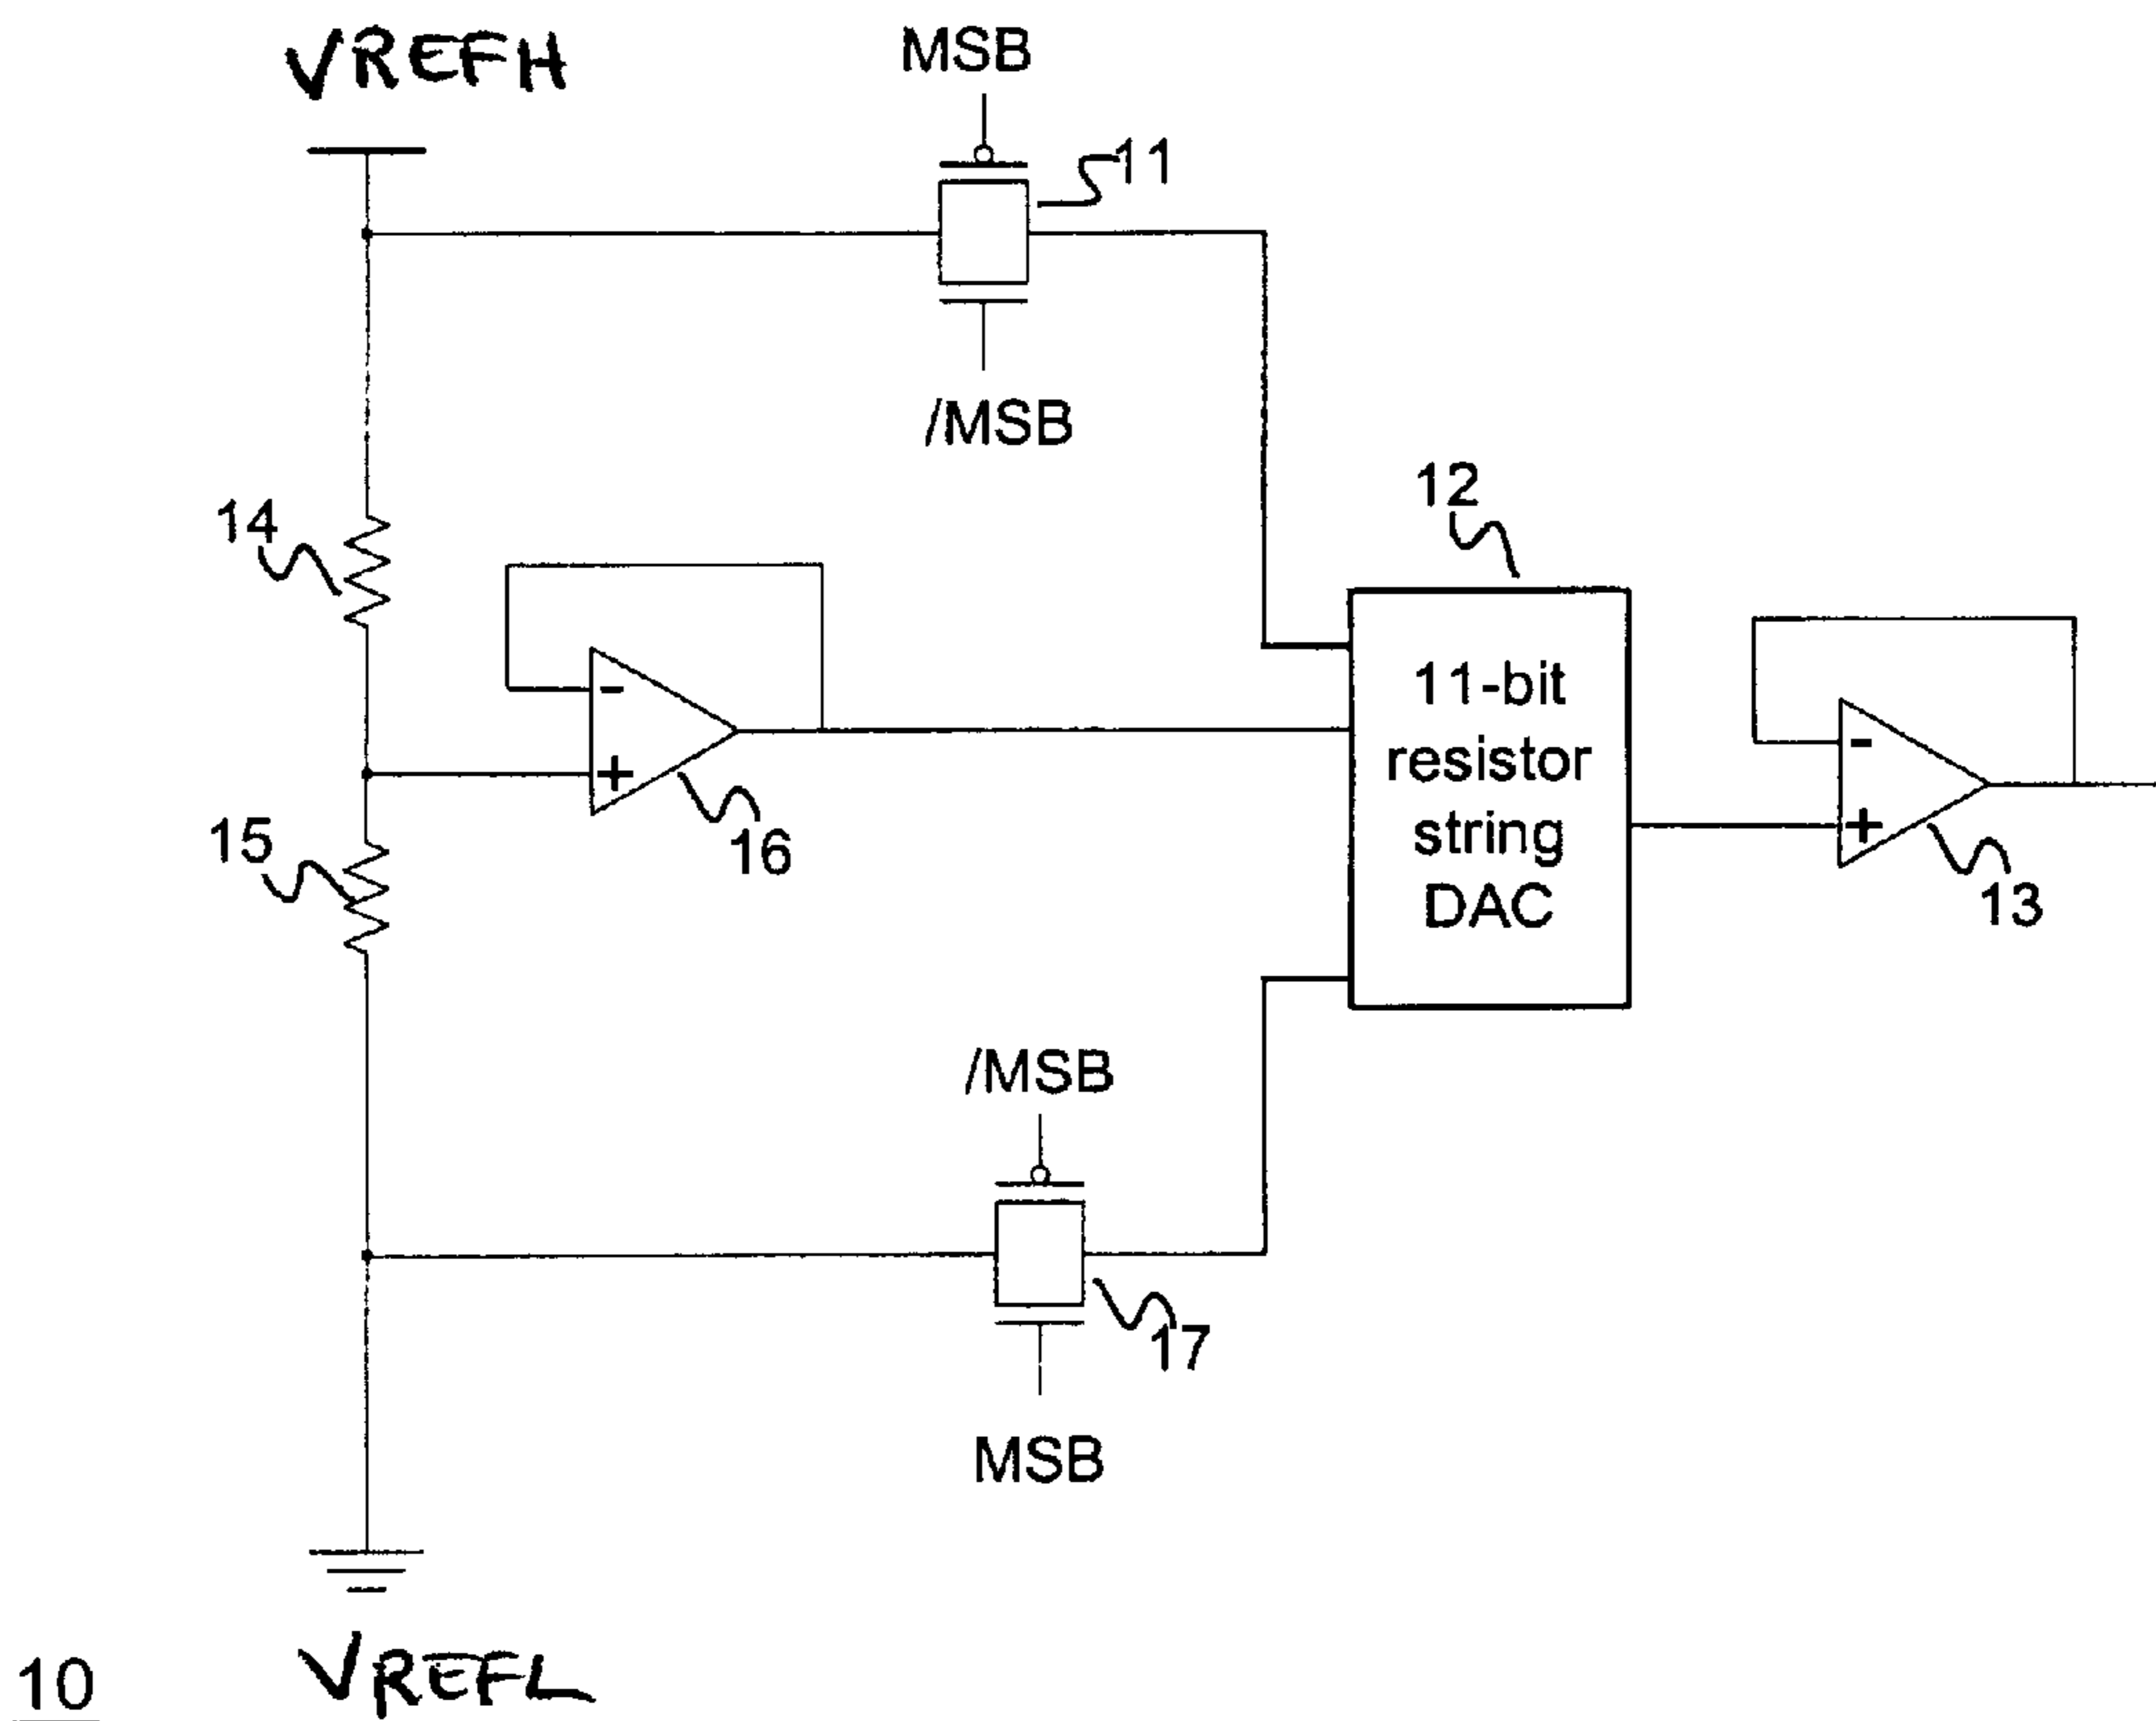 VREFH
MSB
11
/MSB
12
14
11-bit
resistor
string
DAC
-
+
16
-
+
13
15
/MSB
17
MSB
VREFL
10